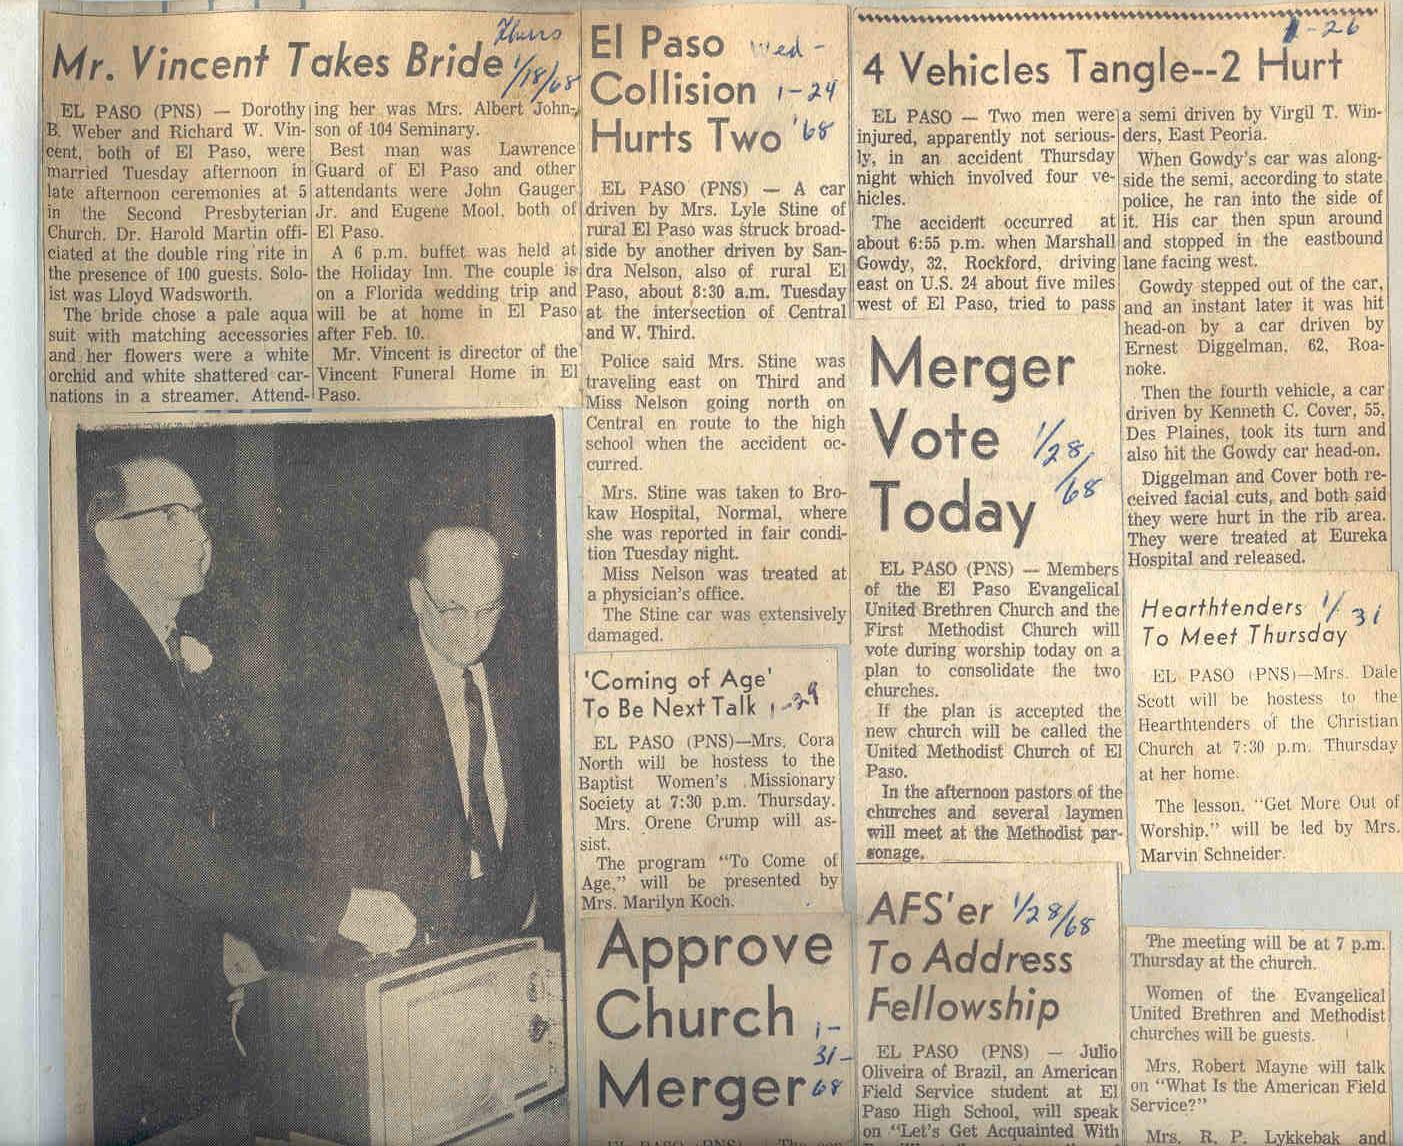 Mr. Vincent Takes Bride
Thurs
1/18/68
EL PASO (PNS) — Dorothy
B. Weber and Richard W. Vin-
cent, both of El Paso, were
married Tuesday afternoon in
late afternoon ceremonies at 5
in the Second Presbyterian
Church. Dr. Harold Martin offi-
ciated at the double ring rite in
the presence of 100 guests. Solo-
ist was Lloyd Wadsworth.
The bride chose a pale aqua
suit with matching accessories
and her flowers were a white
orchid and white shattered car-
nations in a streamer. Attend-
ing her was Mrs. Albert John-
son of 104 Seminary.
Best man was Lawrence
Guard of El Paso and other
attendants were John Gauger
Jr. and Eugene Mool, both of
El Paso.
A 6 p.m. buffet was held at
the Holiday Inn. The couple is
on a Florida wedding trip and
will be at home in El Paso
after Feb. 10.
Mr. Vincent is director of the
Vincent Funeral Home in El
Paso.
El Paso
Collision
Hurts Two
Wed -
1-24
'68
EL PASO (PNS) — A car
driven by Mrs. Lyle Stine of
rural El Paso was struck broad-
side by another driven by San-
dra Nelson, also of rural El
Paso, about 8:30 a.m. Tuesday
at the intersection of Central
and W. Third.
Police said Mrs. Stine was
traveling east on Third and
Miss Nelson going north on
Central en route to the high
school when the accident oc-
curred.
Mrs. Stine was taken to Bro-
kaw Hospital, Normal, where
she was reported in fair condi-
tion Tuesday night.
Miss Nelson was treated at
a physician's office.
The Stine car was extensively
damaged.
'Coming of Age'
To Be Next Talk
1-29
EL PASO (PNS)—Mrs. Cora
North will be hostess to the
Baptist Women's Missionary
Society at 7:30 p.m. Thursday.
Mrs. Orene Crump will as-
sist.
The program "To Come of
Age," will be presented by
Mrs. Marilyn Koch.
Approve
Church
Merger
1-
31-
68
EL PASO (PNS)
4 Vehicles Tangle--2 Hurt
1-26
EL PASO — Two men were
injured, apparently not serious-
ly, in an accident Thursday
night which involved four ve-
hicles.
The accident occurred at
about 6:55 p.m. when Marshall
Gowdy, 32, Rockford, driving
east on U.S. 24 about five miles
west of El Paso, tried to pass
a semi driven by Virgil T. Win-
ders, East Peoria.
When Gowdy's car was along-
side the semi, according to state
police, he ran into the side of
it. His car then spun around
and stopped in the eastbound
lane facing west.
Gowdy stepped out of the car,
and an instant later it was hit
head-on by a car driven by
Ernest Diggelman, 62, Roa-
noke.
Then the fourth vehicle, a car
driven by Kenneth C. Cover, 55,
Des Plaines, took its turn and
also hit the Gowdy car head-on.
Diggelman and Cover both re-
ceived facial cuts, and both said
they were hurt in the rib area.
They were treated at Eureka
Hospital and released.
Merger
Vote
Today
1/28/68
EL PASO (PNS) — Members
of the El Paso Evangelical
United Brethren Church and the
First Methodist Church will
vote during worship today on a
plan to consolidate the two
churches.
If the plan is accepted the
new church will be called the
United Methodist Church of El
Paso.
In the afternoon pastors of the
churches and several laymen
will meet at the Methodist par-
sonage.
Hearthtenders
To Meet Thursday
1/31
EL PASO (PNS)—Mrs. Dale
Scott will be hostess to the
Hearthtenders of the Christian
Church at 7:30 p.m. Thursday
at her home.
The lesson, "Get More Out of
Worship," will be led by Mrs.
Marvin Schneider.
AFS'er
To Address
Fellowship
1/28/68
EL PASO (PNS) — Julio
Oliveira of Brazil, an American
Field Service student at El
Paso High School, will speak
on "Let's Get Acquainted With
The meeting will be at 7 p.m.
Thursday at the church.
Women of the Evangelical
United Brethren and Methodist
churches will be guests.
Mrs. Robert Mayne will talk
on "What Is the American Field
Service?"
Mrs. R. P. Lykkebak and